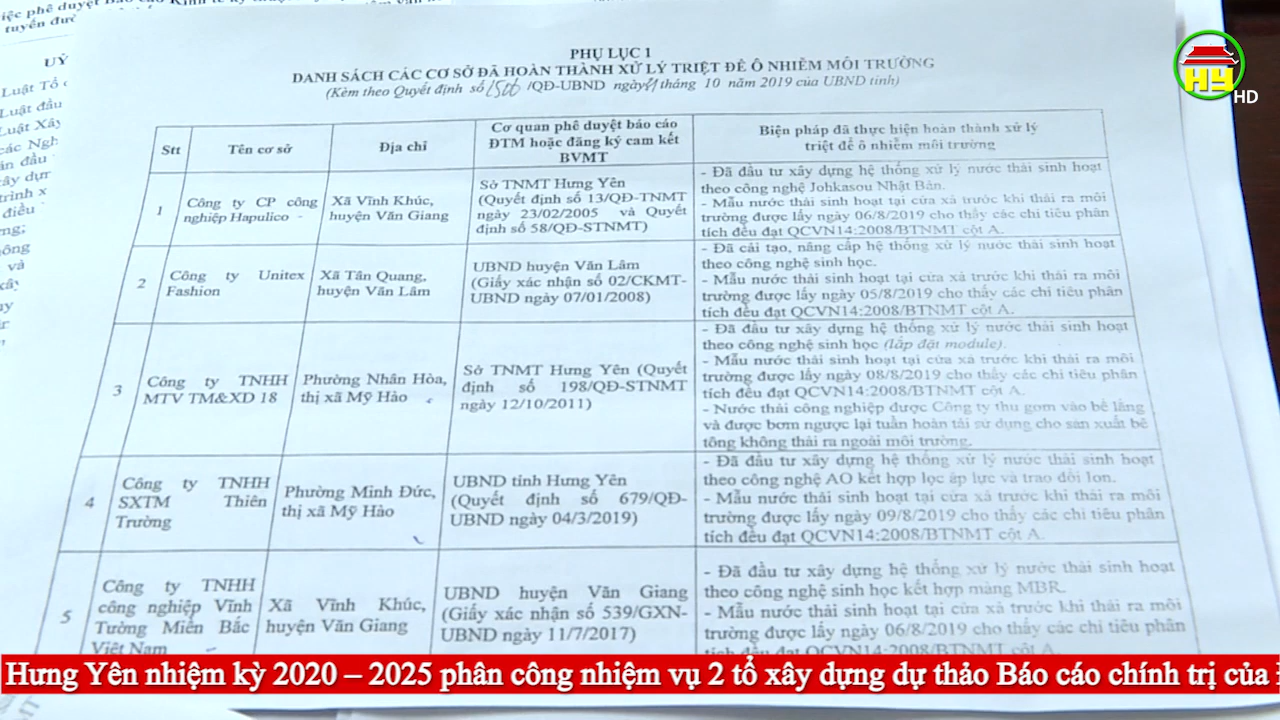 PHỤ LỤC 1
DANH SÁCH CÁC CƠ SỞ ĐÃ HOÀN THÀNH XỬ LÝ TRIỆT ĐỂ Ô NHIỄM MÔI TRƯỜNG
(Kèm theo Quyết định số /QĐ-UBND ngày tháng 10 năm 2019 của UBND tỉnh)
HY
HD
Stt
Tên cơ sở
Địa chỉ
Cơ quan phê duyệt báo cáo
ĐTM hoặc đăng ký cam kết
BVMT
Biện pháp đã thực hiện hoàn thành xử lý
triệt để ô nhiễm môi trường
1
Công ty CP công
nghiệp Hapulico
Xã Vĩnh Khúc,
huyện Văn Giang
Sở TNMT Hưng Yên
(Quyết định số 13/QĐ-TNMT
ngày 23/02/2005 và Quyết
định số 58/QĐ-STNMT)
- Đã đầu tư xây dựng hệ thống xử lý nước thải sinh hoạt
theo công nghệ Johkasou Nhật Bản.
- Mẫu nước thải sinh hoạt tại cửa xả trước khi thải ra môi
trường được lấy ngày 06/8/2019 cho thấy các chỉ tiêu phân
tích đều đạt QCVN14:2008/BTNMT cột A.
2
Công ty Unitex
Fashion
Xã Tân Quang,
huyện Văn Lâm
UBND huyện Văn Lâm
(Giấy xác nhận số 02/CKMT-
UBND ngày 07/01/2008)
- Đã cải tạo, nâng cấp hệ thống xử lý nước thải sinh hoạt
theo công nghệ sinh học.
- Mẫu nước thải sinh hoạt tại cửa xả trước khi thải ra môi
trường được lấy ngày 05/8/2019 cho thấy các chỉ tiêu phân
tích đều đạt QCVN14:2008/BTNMT cột A.
3
Công ty TNHH
MTV TM&XD 18
Phường Nhân Hòa,
thị xã Mỹ Hào
Sở TNMT Hưng Yên (Quyết
định số 198/QĐ-STNMT
ngày 12/10/2011)
- Đã đầu tư xây dựng hệ thống xử lý nước thải sinh hoạt
theo công nghệ sinh học (lắp đặt module).
- Mẫu nước thải sinh hoạt tại cửa xả trước khi thải ra môi
trường được lấy ngày 08/8/2019 cho thấy các chỉ tiêu phân
tích đều đạt QCVN14:2008/BTNMT cột A.
- Nước thải công nghiệp được Công ty thu gom vào bể lắng
và được bơm ngược lại tuần hoàn tái sử dụng cho sản xuất bê
tông không thải ra ngoài môi trường.
4
Công ty TNHH
SXTM Thiên
Trường
Phường Minh Đức,
thị xã Mỹ Hào
UBND tỉnh Hưng Yên
(Quyết định số 679/QĐ-
UBND ngày 04/3/2019)
- Đã đầu tư xây dựng hệ thống xử lý nước thải sinh hoạt
theo công nghệ AO kết hợp lọc áp lực và trao đổi Ion.
- Mẫu nước thải sinh hoạt tại cửa xả trước khi thải ra môi
trường được lấy ngày 09/8/2019 cho thấy các chỉ tiêu phân
tích đều đạt QCVN14:2008/BTNMT cột A.
5
Công ty TNHH
công nghiệp Vĩnh
Tường Miền Bắc
Việt Nam
Xã Vĩnh Khúc,
huyện Văn Giang
UBND huyện Văn Giang
(Giấy xác nhận số 539/GXN-
UBND ngày 11/7/2017)
- Đã đầu tư xây dựng hệ thống xử lý nước thải sinh hoạt
theo công nghệ sinh học kết hợp màng MBR.
- Mẫu nước thải sinh hoạt tại cửa xả trước khi thải ra môi
trường được lấy ngày 06/8/2019 cho thấy các chỉ tiêu phân
tích đều đạt QCVN14:2008/BTNMT cột A.
Hưng Yên nhiệm kỳ 2020 – 2025 phân công nhiệm vụ 2 tổ xây dựng dự thảo Báo cáo chính trị của